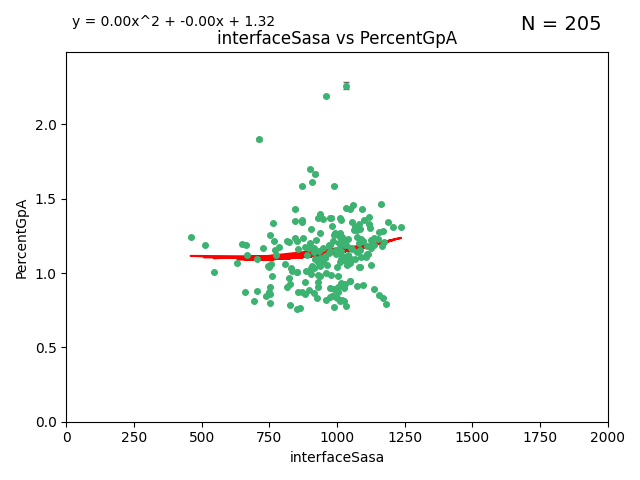 y = 0.00x^2 + -0.00x + 1.32
N = 205
interfaceSasa vs PercentGpA
PercentGpA
2.0
1.5
1.0
0.5
0.0
0 250 500 750 1000 1250 1500 1750 2000
interfaceSasa